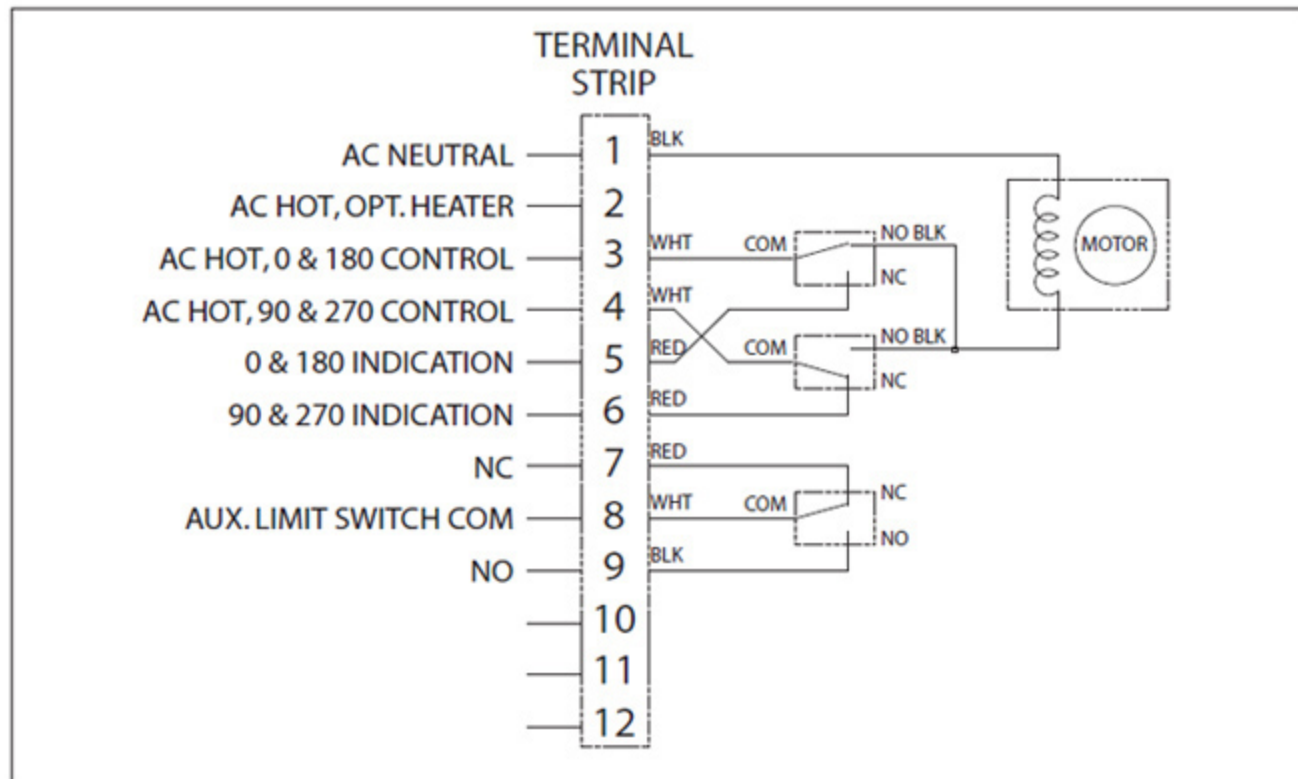 TERMINAL
STRIP
AC NEUTRAL 1 BLK
AC HOT, OPT. HEATER 2
AC HOT, 0 & 180 CONTROL 3 WHT COM NO BLK
NC
MOTOR
AC HOT, 90 & 270 CONTROL 4 WHT
0 & 180 INDICATION 5 RED COM NO BLK
NC
90 & 270 INDICATION 6 RED
NC 7 RED
AUX. LIMIT SWITCH COM 8 WHT COM NC
NO
NO 9 BLK
10
11
12